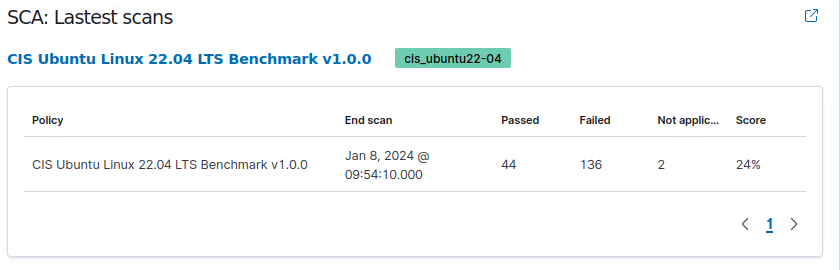 SCA: Lastest scans
CIS Ubuntu Linux 22.04 LTS Benchmark v1.0.0 cis_ubuntu22-04
Policy End scan Passed Failed Not applic... Score
CIS Ubuntu Linux 22.04 LTS Benchmark v1.0.0 Jan 8, 2024 @ 44 136 2 24%
09:54:10.000
1